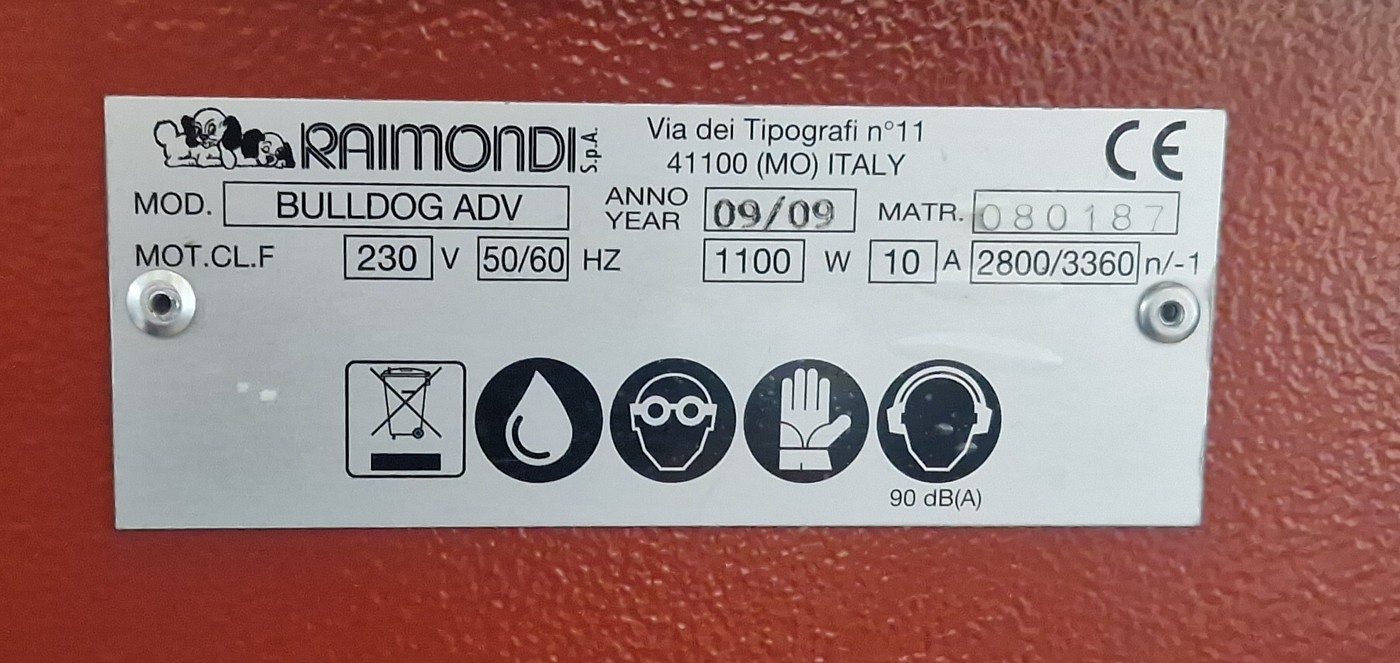 RAIMONDI S.p.A.
Via dei Tipografi n°11
41100 (MO) ITALY
CE
MOD. BULLDOG ADV ANNO YEAR 09/09 MATR. 080187
MOT.CL.F 230 V 50/60 HZ 1100 W 10 A 2800/3360 n/-1
90 dB(A)